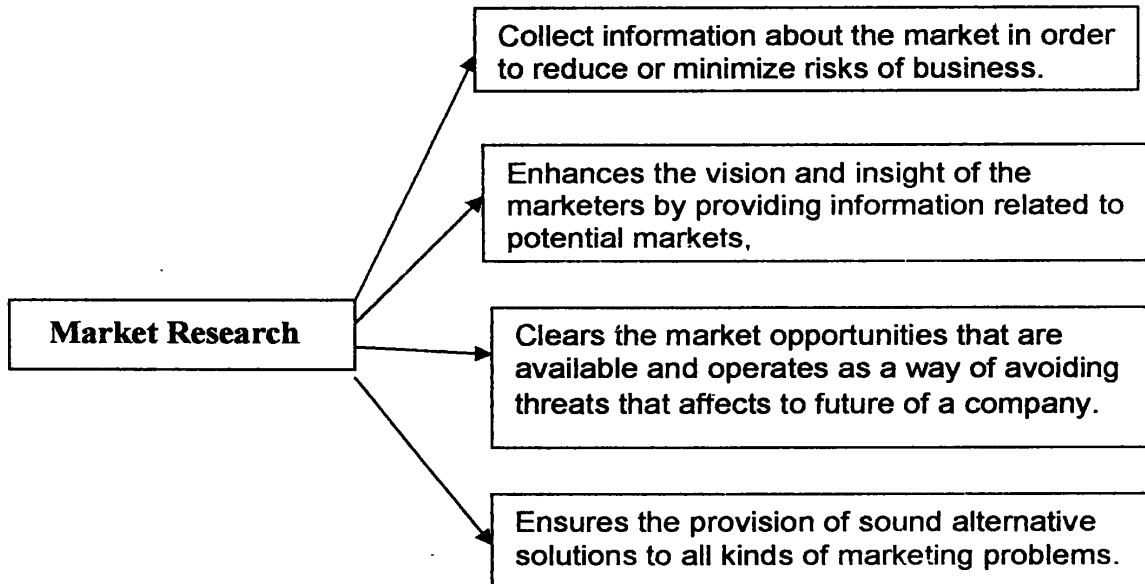 Collect information about the market in order
to reduce or minimize risks of business.
Enhances the vision and insight of the
marketers by providing information related to
potential markets,
Market Research
Clears the market opportunities that are
available and operates as a way of avoiding
threats that affects to future of a company.
Ensures the provision of sound alternative
solutions to all kinds of marketing problems.